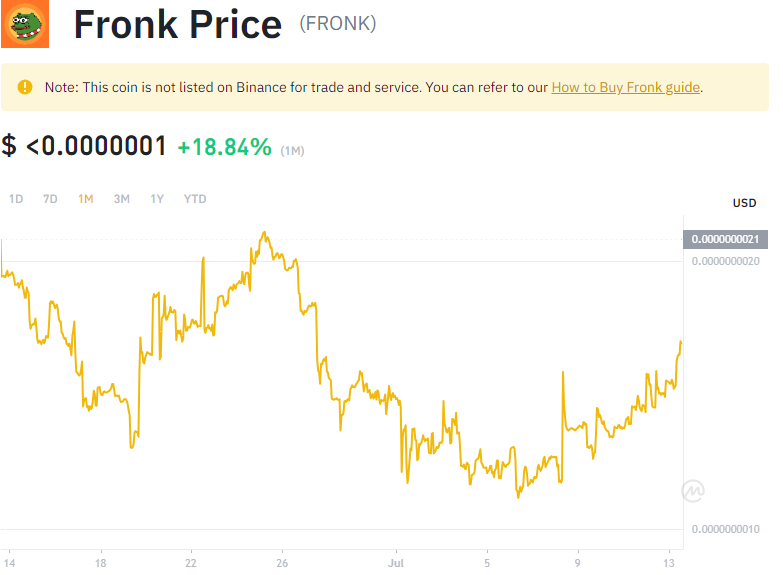 Fronk Price (FRONK)
Note: This coin is not listed on Binance for trade and service. You can refer to our How to Buy Fronk guide.
$ <0.0000001 +18.84% (1M)
1D 7D 1M 3M 1Y YTD
USD
0.0000000021
0.0000000020
0.0000000010
14 18 22 26 Jul 5 9 13